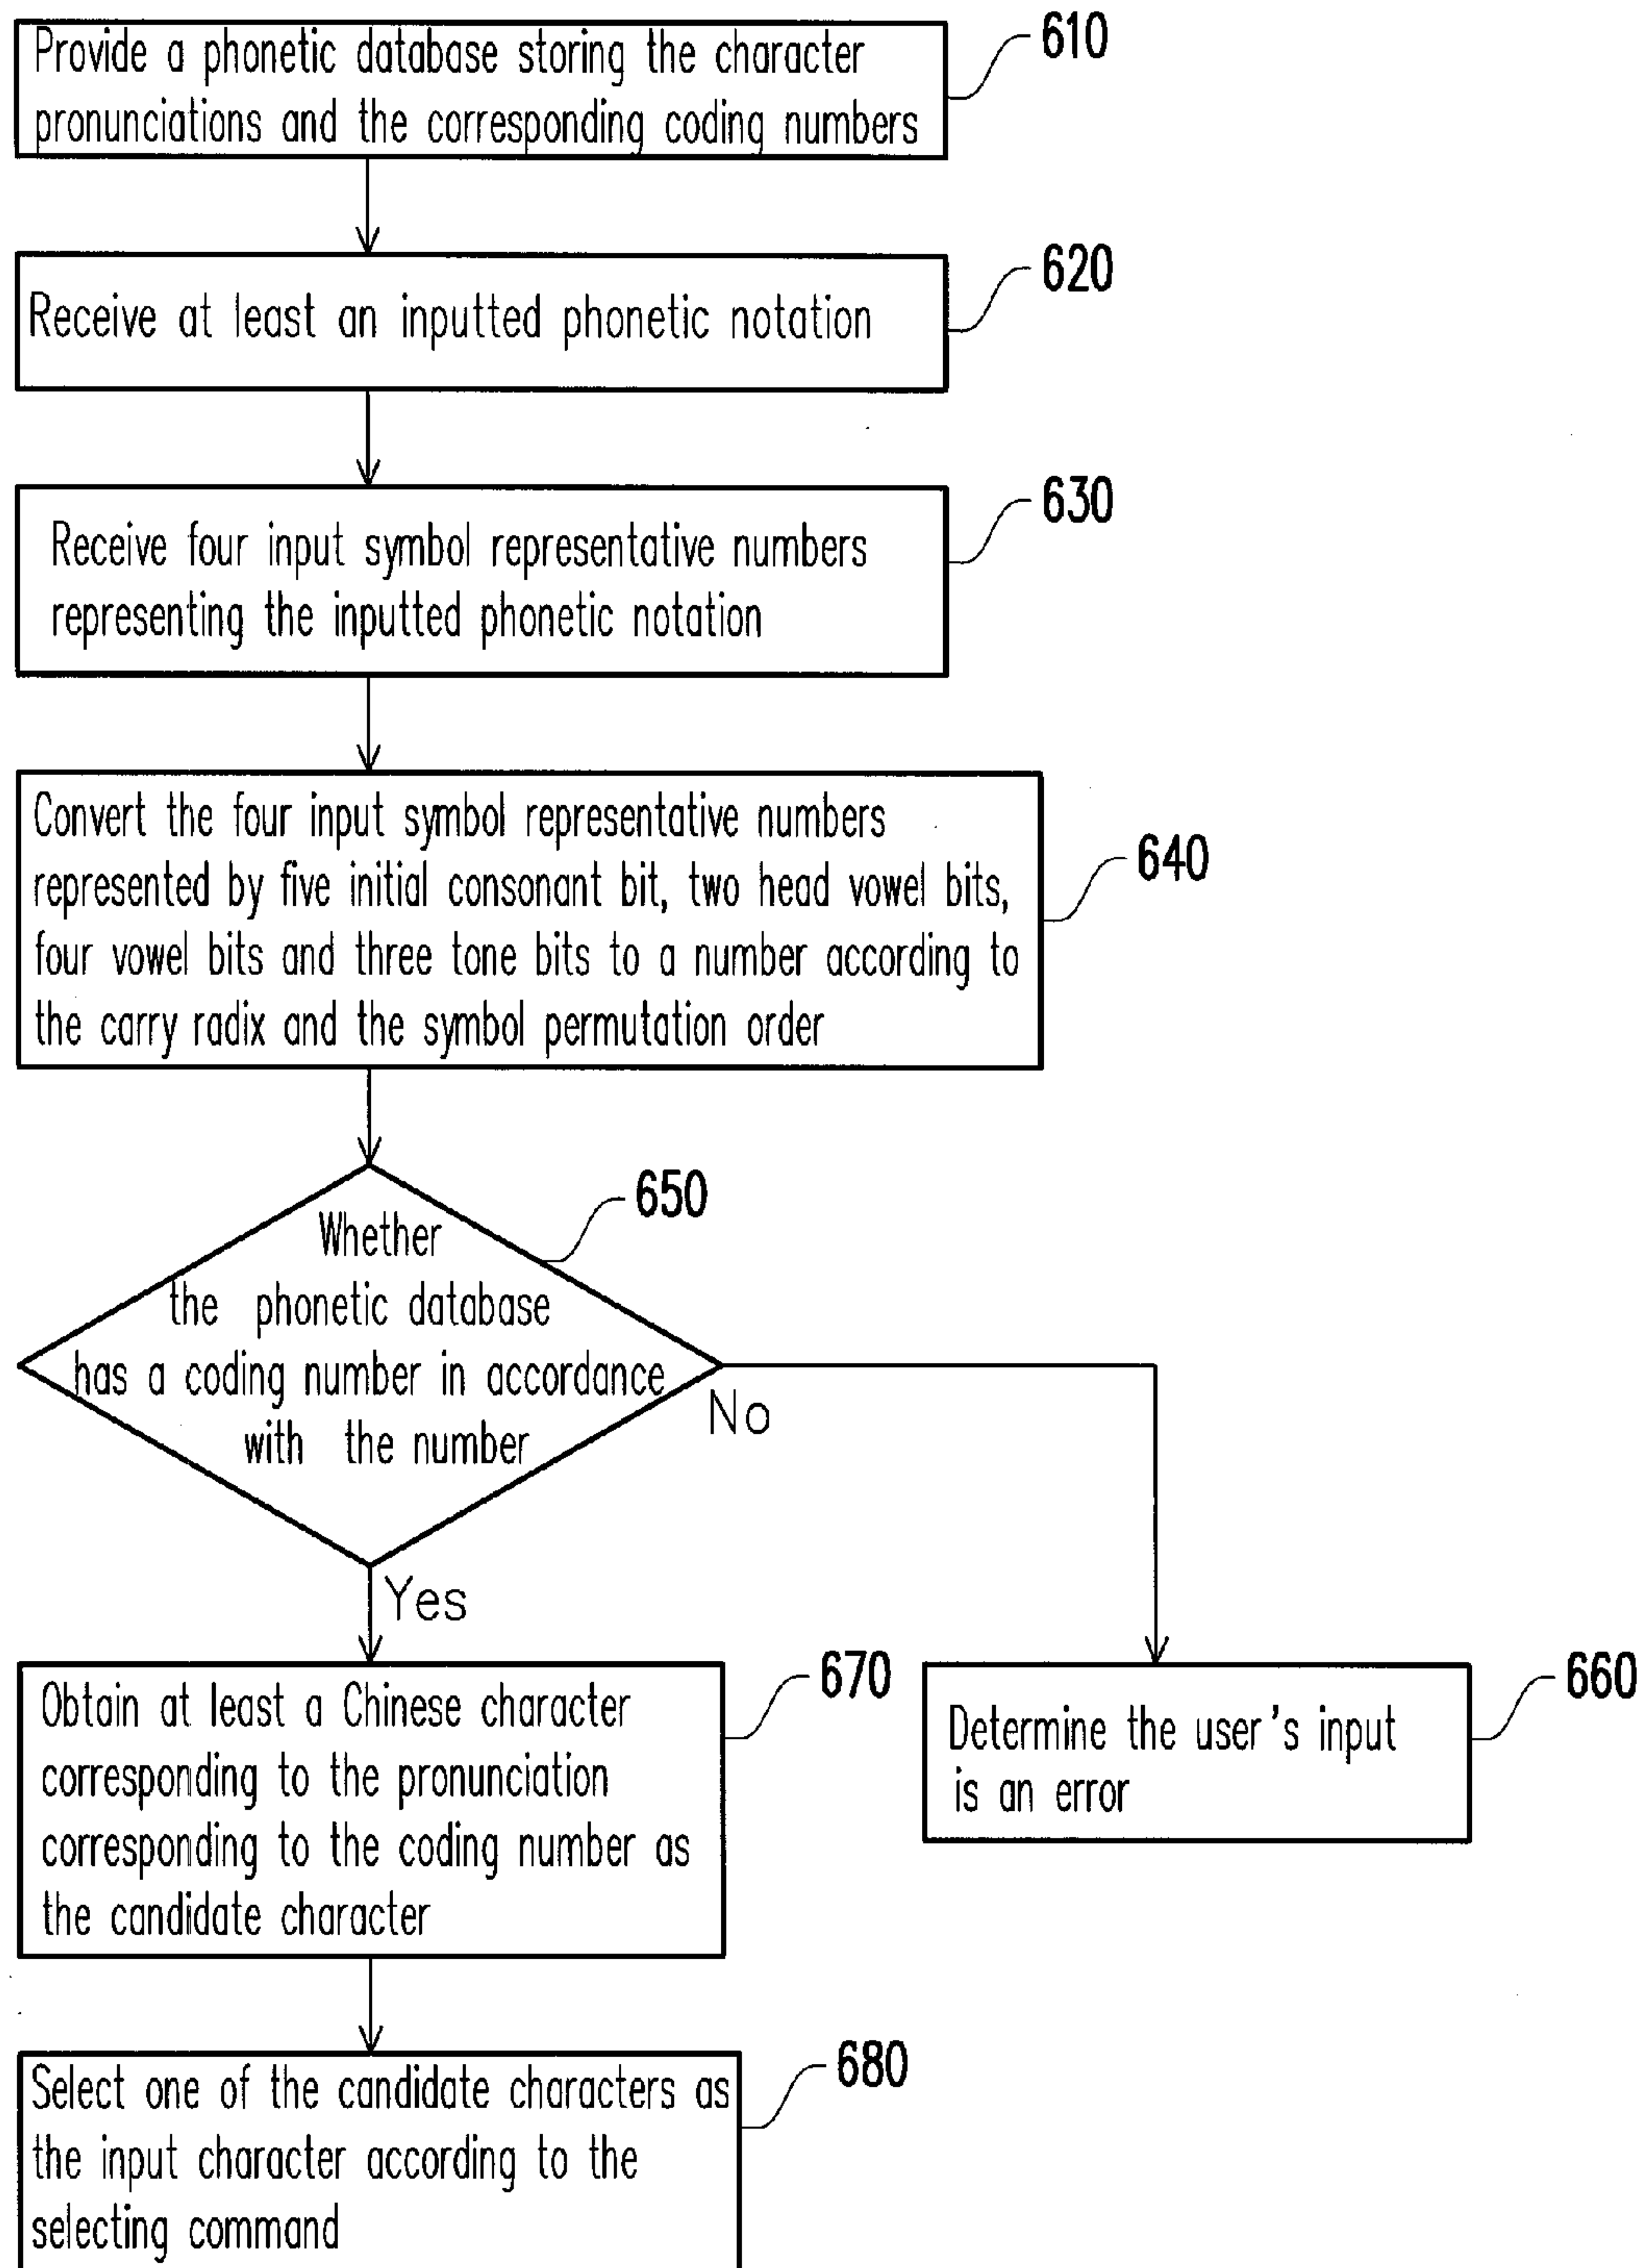 Provide a phonetic database storing the character
pronunciations and the corresponding coding numbers
610
Receive at least an inputted phonetic notation
620
Receive four input symbol representative numbers
representing the inputted phonetic notation
630
Convert the four input symbol representative numbers
represented by five initial consonant bit, two head vowel bits,
four vowel bits and three tone bits to a number according to
the carry radix and the symbol permutation order
640
Whether
the phonetic database
has a coding number in accordance
with the number
650
No
Yes
Obtain at least a Chinese character
corresponding to the pronunciation
corresponding to the coding number as
the candidate character
670
Determine the user's input
is an error
660
Select one of the candidate characters as
the input character according to the
selecting command
680